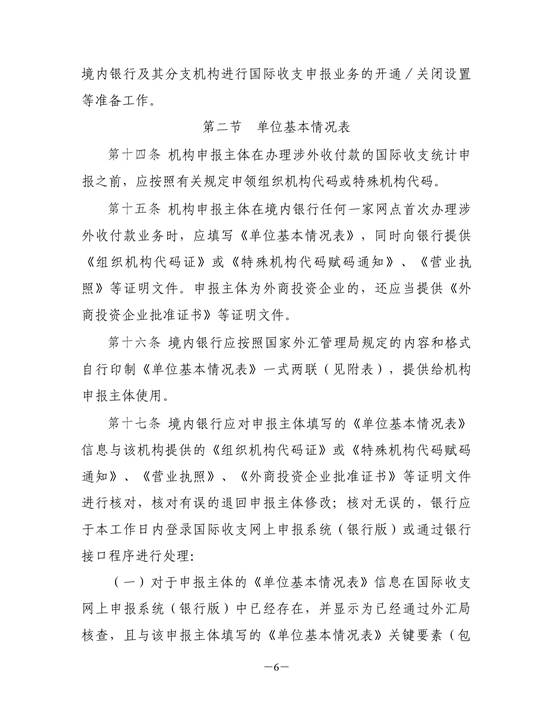 境内银行及其分支机构进行国际收支申报业务的开通／关闭设置
等准备工作。
第二节　单位基本情况表
第十四条 机构申报主体在办理涉外收付款的国际收支统计申
报之前，应按照有关规定申领组织机构代码或特殊机构代码。
第十五条 机构申报主体在境内银行任何一家网点首次办理涉
外收付款业务时，应填写《单位基本情况表》，同时向银行提供
《组织机构代码证》或《特殊机构代码赋码通知》、《营业执
照》等证明文件。申报主体为外商投资企业的，还应当提供《外
商投资企业批准证书》等证明文件。
第十六条 境内银行应按照国家外汇管理局规定的内容和格式
自行印制《单位基本情况表》一式两联（见附表），提供给机构
申报主体使用。
第十七条 境内银行应对申报主体填写的《单位基本情况表》
信息与该机构提供的《组织机构代码证》或《特殊机构代码赋码
通知》、《营业执照》、《外商投资企业批准证书》等证明文件
进行核对，核对有误的退回申报主体修改；核对无误的，银行应
于本工作日内登录国际收支网上申报系统（银行版）或通过银行
接口程序进行处理：
（一）对于申报主体的《单位基本情况表》信息在国际收支
网上申报系统（银行版）中已经存在，并显示为已经通过外汇局
核查，且与该申报主体填写的《单位基本情况表》关键要素（包
—6—